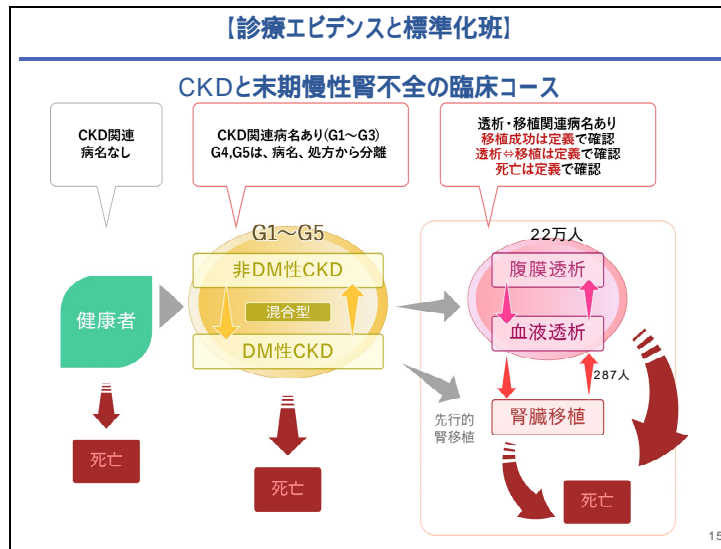 【診療エビデンスと標準化班】
CKDと末期慢性腎不全の臨床コース
CKD関連
病名なし
CKD関連病名あり(G1～G3)
G4,G5は、病名、処方から分離
透析・移植関連病名あり
移植成功は定義で確認
透析⇔移植は定義で確認
死亡は定義で確認
健康者
死亡
G1～G5
非DM性CKD
混合型
DM性CKD
死亡
22万人
腹膜透析
血液透析
287人
先行的
腎移植
腎臓移植
死亡
15